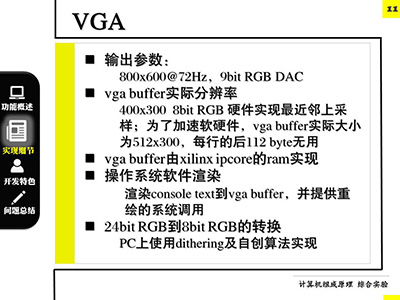 11
VGA
功能概述
实现细节
开发特色
问题总结
输出参数：
800x600@72Hz，9bit RGB DAC
vga buffer实际分辨率
400x300  8bit RGB 硬件实现最近邻上采
样；为了加速软硬件，vga buffer实际大小
为512x300，每行的后112 byte无用
vga buffer由xilinx ipcore的ram实现
操作系统软件渲染
渲染console text到vga buffer，并提供重
绘的系统调用
24bit RGB到8bit RGB的转换
PC上使用dithering及自创算法实现
计算机组成原理 综合实验